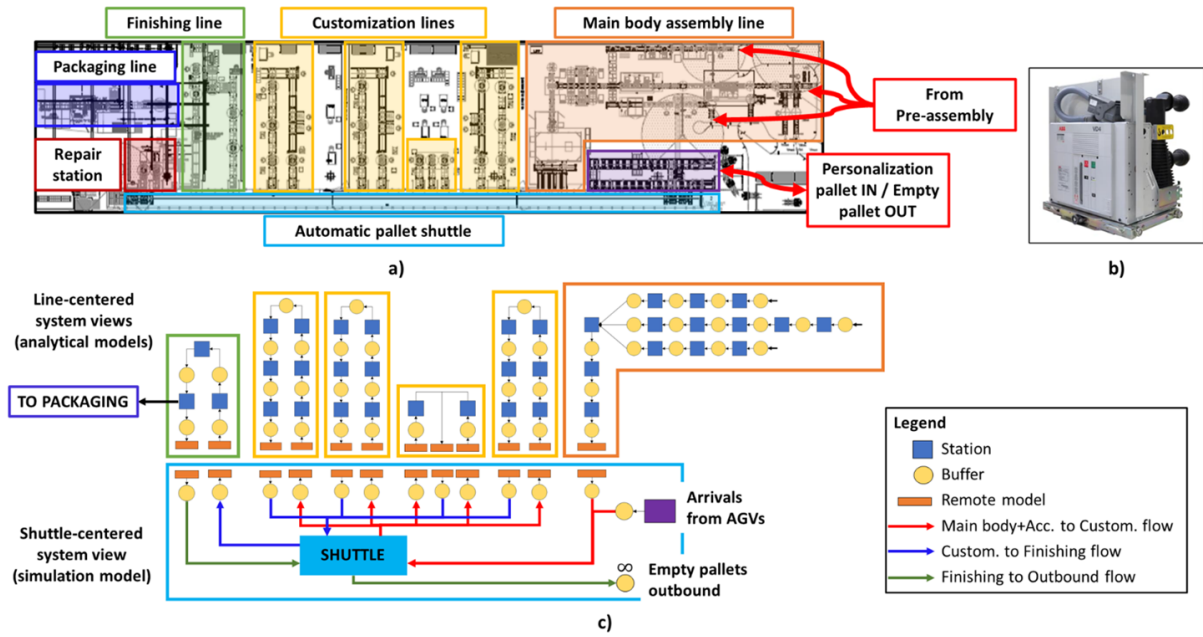 Finishing line
Customization lines
Main body assembly line
Packaging line
Repair
station
From
Pre-assembly
Personalization
pallet IN / Empty
pallet OUT
Automatic pallet shuttle
a)
ABB
b)
Line-centered
system views
(analytical models)
TO PACKAGING
Shuttle-centered
system view
(simulation model)
SHUTTLE
Arrivals
from AGVs
∞
Empty pallets
outbound
Legend
Station
Buffer
Remote model
Main body+Acc. to Custom. flow
Custom. to Finishing flow
Finishing to Outbound flow
c)